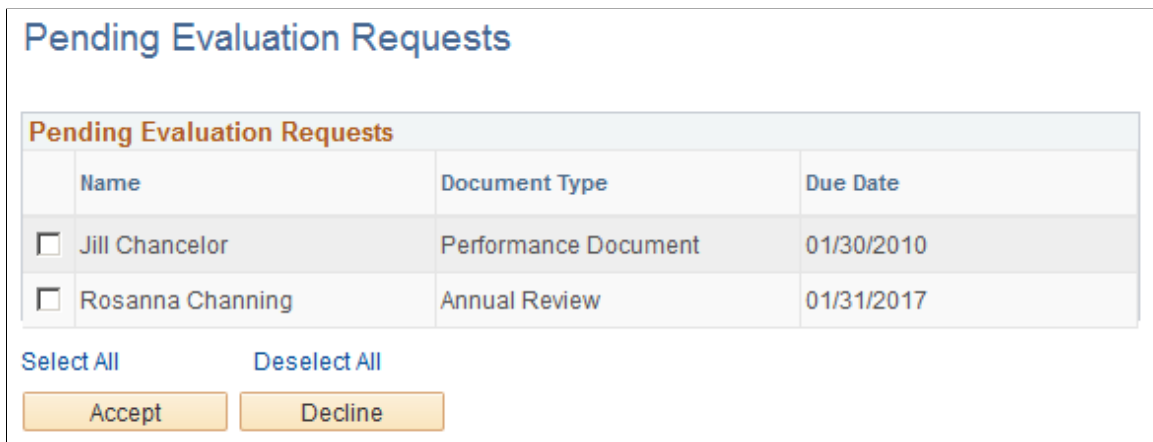 Pending Evaluation Requests
Pending Evaluation Requests
Name Document Type Due Date
Jill Chancelor Performance Document 01/30/2010
Rosanna Channing Annual Review 01/31/2017
Select All Deselect All
Accept Decline